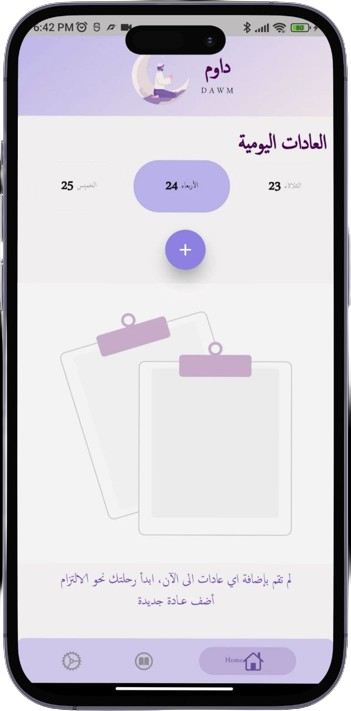 6:42 PM
80
داوم
DAWM
العادات اليومية
الثلاثاء 23
الأربعاء 24
الخميس 25
+
لم تقم بإضافة اي عادات الى الآن، ابدأ رحلتك نحو الالتزام
أضف عادة جديدة
Home